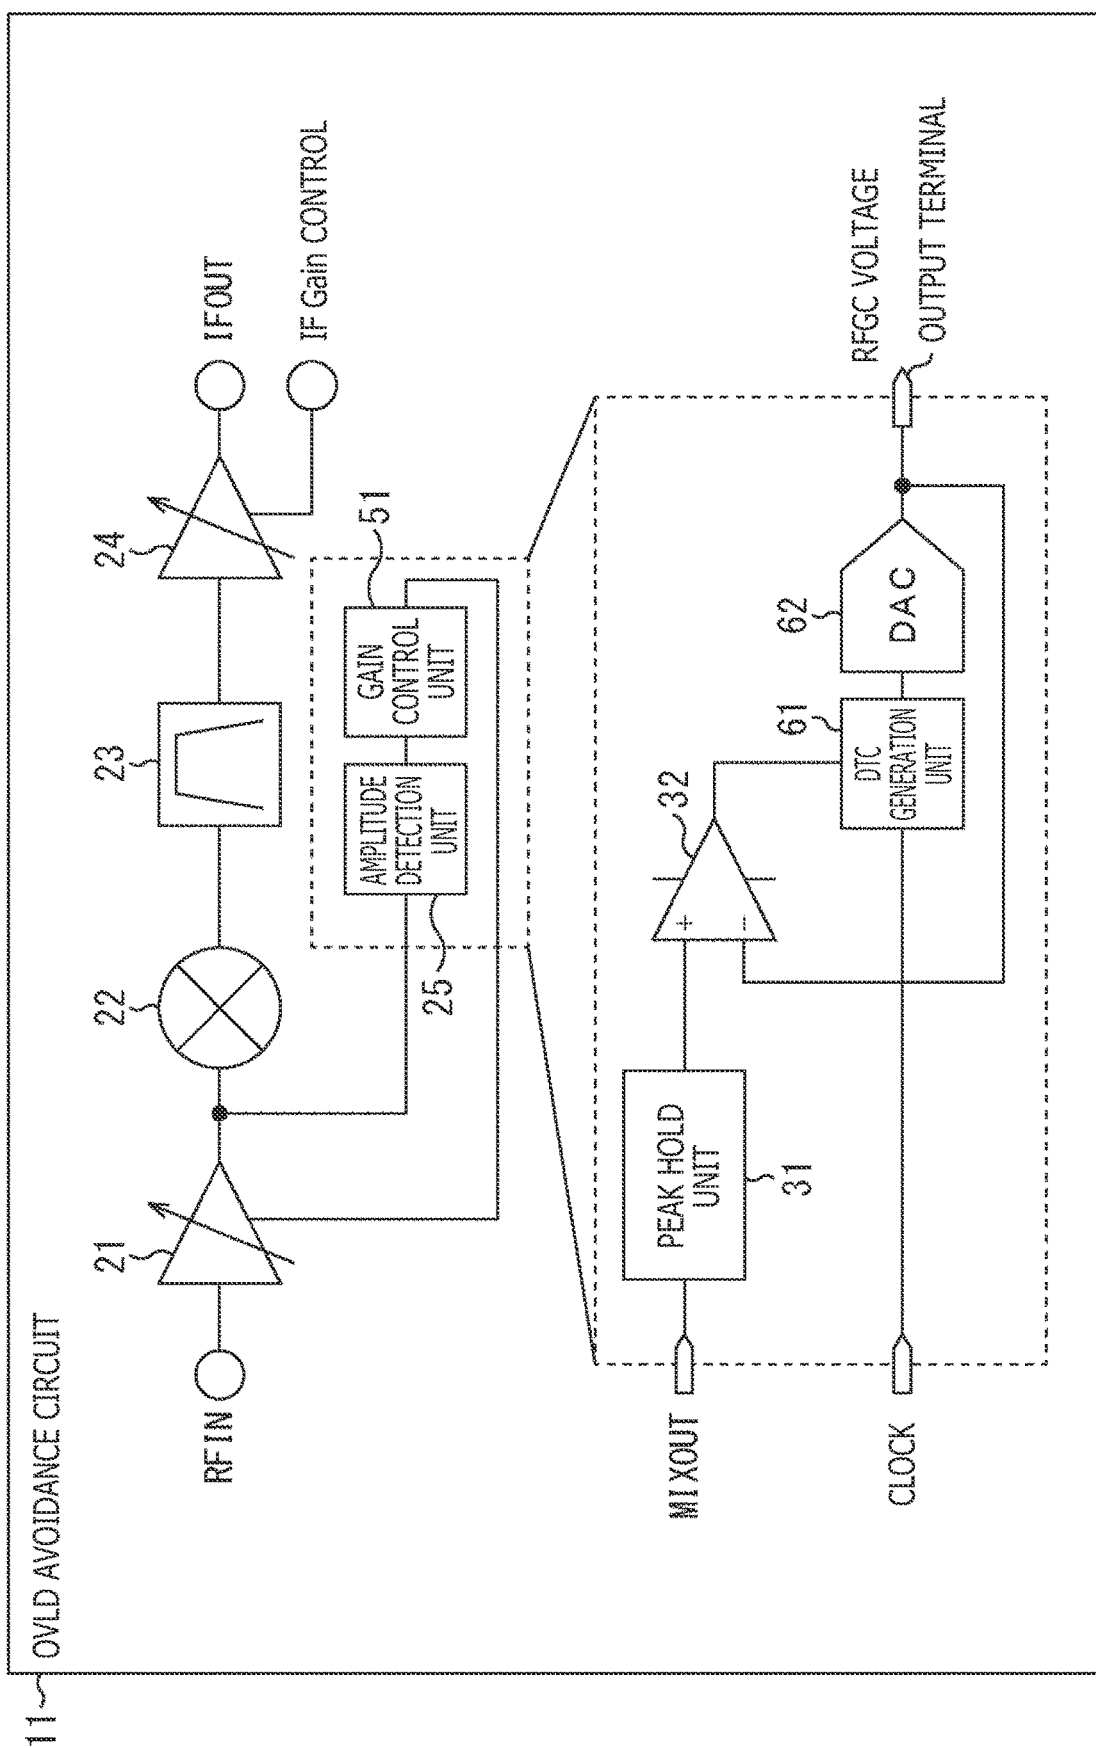 11
OVLD AVOIDANCE CIRCUIT
RFIN
21
22
23
24
IFOUT
IF Gain CONTROL
25
AMPLITUDE
DETECTION
UNIT
GAIN
CONTROL
UNIT
51
MIXOUT
PEAK HOLD
UNIT
31
+
-
32
CLOCK
61
DTC
GENERATION
UNIT
62
DAC
RFGC VOLTAGE
OUTPUT TERMINAL